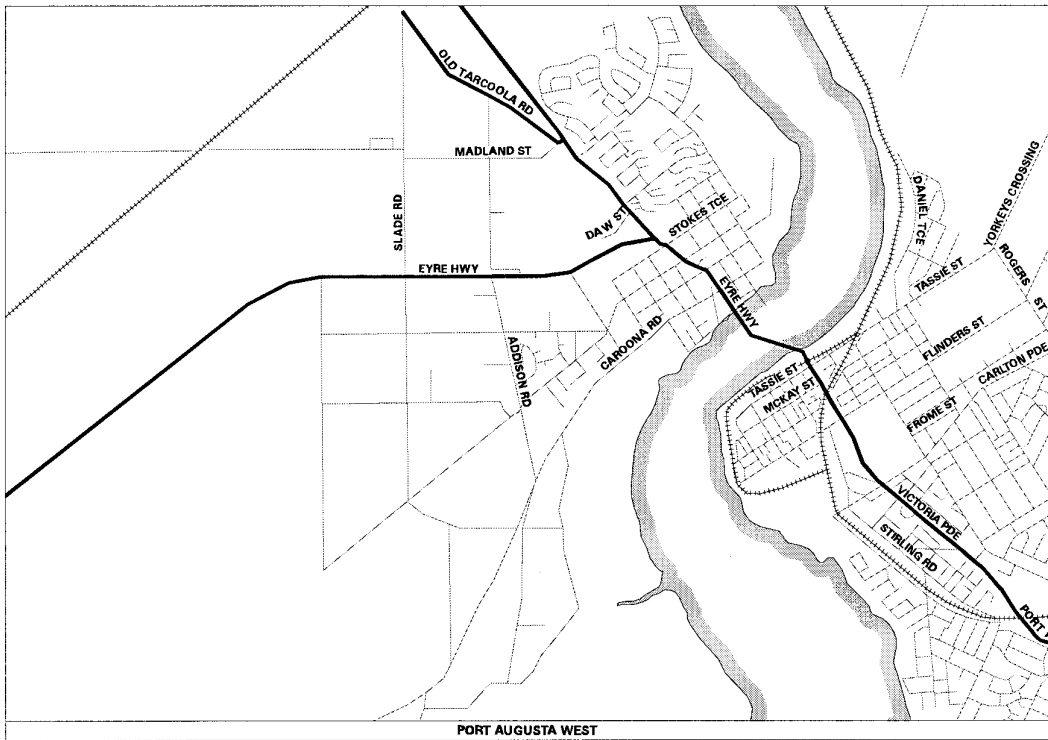 OLD TARCOOLA RD
MADLAND ST
SLADE RD
DAW ST
STOKES TCE
EYRE HWY
EYRE HWY
ADDISON RD
CAROONA RD
DANIEL TCE
YORKEYS CROSSING
ROGERS ST
TASSIE ST
FLINDERS ST
CARLTON PDE
FROME ST
TASSIE ST
MCKAY ST
VICTORIA PDE
STIRLING RD
PORT
PORT AUGUSTA WEST